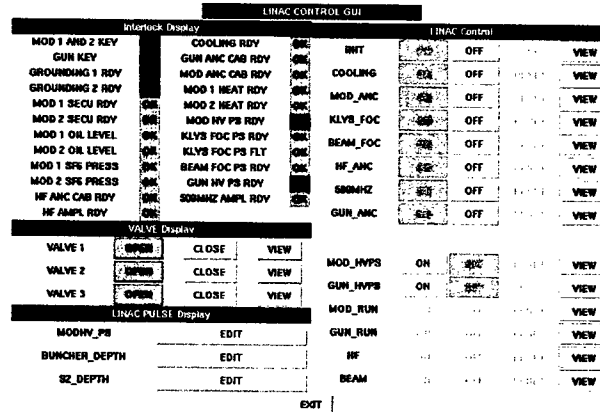 LINAC CONTROL GUI
Interlock Display
MOD 1 AND 2 KEY
GUN KEY
GROUNDING 1 RDY
GROUNDING 2 RDY
MOD 1 SECU RDY OK
MOD 2 SECU RDY OK
MOD 1 OIL LEVEL OK
MOD 2 OIL LEVEL OK
MOD 1 SF6 PRESS OK
MOD 2 SF6 PRESS OK
HF ANC CAB RDY OK
HF AMPL RDY OK
COOLING RDY OK
GUN ANC CAB RDY OK
MOD ANC CAB RDY OK
MOD 1 HEAT RDY OK
MOD 2 HEAT RDY OK
MOD HV PS RDY
KLYS FOC PS RDY OK
KLYS FOC PS FLT OK
BEAM FOC PS RDY OK
GUN HV PS RDY
500MHZ AMPL RDY OK
VALVE Display
VALVE 1 OPEN CLOSE VIEW
VALVE 2 OPEN CLOSE VIEW
VALVE 3 OPEN CLOSE VIEW
LINAC PULSE Display
MODHV_PS EDIT
BUNCHER_DEPTH EDIT
S2_DEPTH EDIT
LINAC Control
INIT OFF VIEW
COOLING OFF VIEW
MOD_ANC OFF VIEW
KLYS_FOC OFF VIEW
BEAM_FOC OFF VIEW
HF_ANC OFF VIEW
500MHZ OFF VIEW
GUN_ANC OFF VIEW
MOD_HVPS ON VIEW
GUN_HVPS ON VIEW
MOD_RUN VIEW
GUN_RUN VIEW
HF VIEW
BEAM VIEW
EXIT